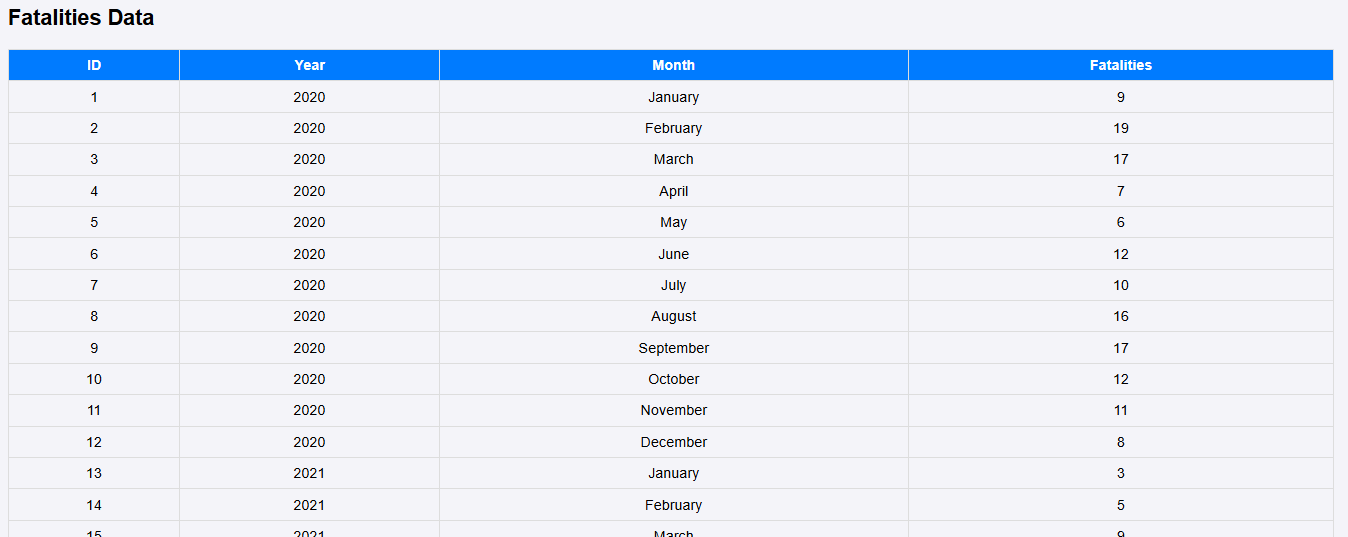 Fatalities Data
ID Year Month Fatalities
1 2020 January 9
2 2020 February 19
3 2020 March 17
4 2020 April 7
5 2020 May 6
6 2020 June 12
7 2020 July 10
8 2020 August 16
9 2020 September 17
10 2020 October 12
11 2020 November 11
12 2020 December 8
13 2021 January 3
14 2021 February 5
15 2021 March 9